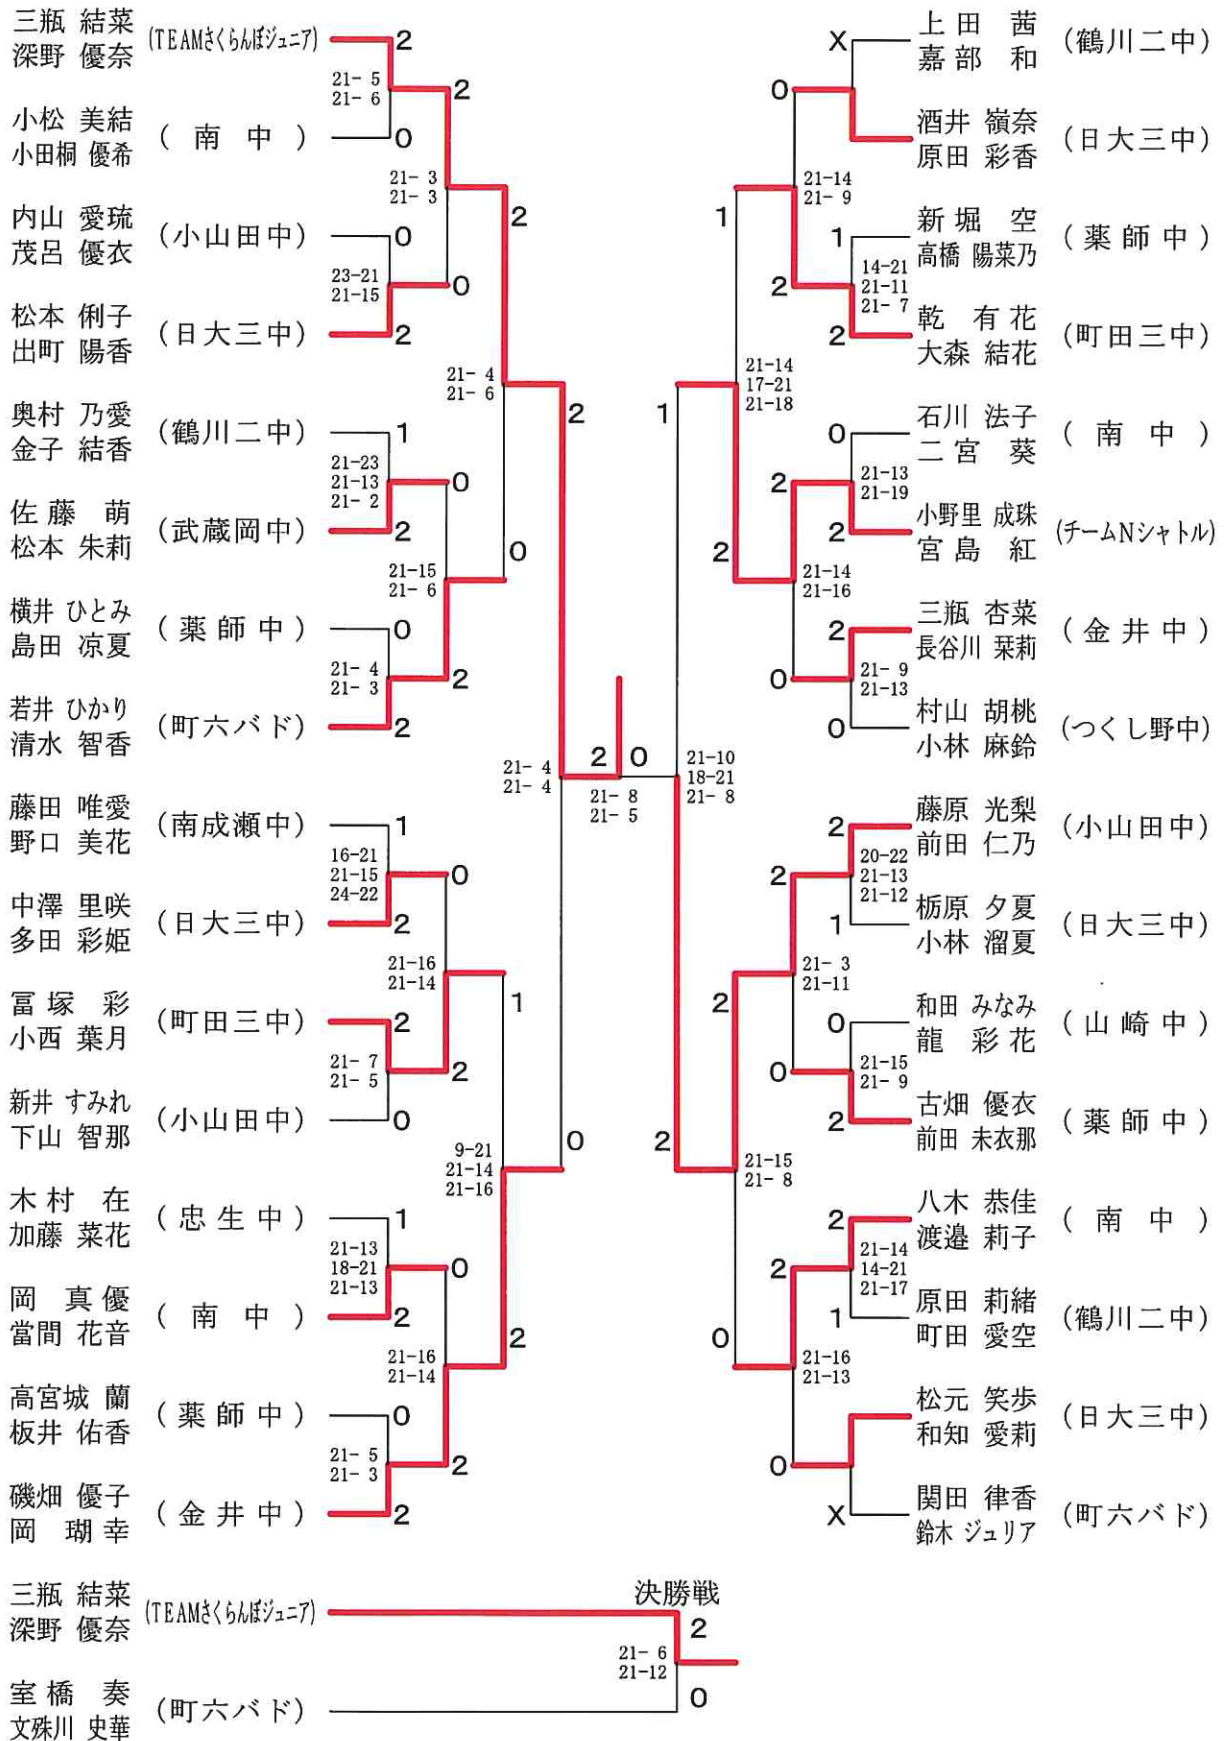 三瓶 結菜
深野 優奈
(TEAMさくらんぼジュニア)
2
21- 5
21- 6
2
小松 美結
小田桐 優希
(南中)
0
21- 3
21- 3
2
内山 愛琉
茂呂 優衣
(小山田中)
0
23-21
21-15
0
松本 俐子
出町 陽香
(日大三中)
2
21- 4
21- 6
2
奥村 乃愛
金子 結香
(鶴川二中)
1
21-23
21-13
21- 2
0
佐藤 萌
松本 朱莉
(武蔵岡中)
2
0
21-15
21- 6
横井 ひとみ
島田 凉夏
(薬師中)
0
21- 4
21- 3
2
若井 ひかり
清水 智香
(町六バド)
2
21- 4
21- 4
2
0
21- 8
21- 5
藤田 唯愛
野口 美花
(南成瀬中)
1
16-21
21-15
24-22
0
中澤 里咲
多田 彩姫
(日大三中)
2
21-16
21-14
1
冨塚 彩
小西 葉月
(町田三中)
2
21- 7
21- 5
2
新井 すみれ
下山 智那
(小山田中)
0
9-21
21-14
21-16
0
木村 在
加藤 菜花
(忠生中)
1
21-13
18-21
21-13
0
岡 真優
當間 花音
(南中)
2
21-16
21-14
2
高宮城 蘭
板井 佑香
(薬師中)
0
21- 5
21- 3
2
磯畑 優子
岡 瑚幸
(金井中)
2
X
上田 茜
嘉部 和
(鶴川二中)
0
酒井 嶺奈
原田 彩香
(日大三中)
21-14
21- 9
1
1
新堀 空
高橋 陽菜乃
(薬師中)
14-21
21-11
21- 7
2
2
乾 有花
大森 結花
(町田三中)
21-14
17-21
21-18
1
0
石川 法子
二宮 葵
(南中)
21-13
21-19
2
2
小野里 成珠
宮島 紅
(チームNシャトル)
2
21-14
21-16
2
三瓶 杏菜
長谷川 栞莉
(金井中)
21- 9
21-13
0
0
村山 胡桃
小林 麻鈴
(つくし野中)
21-10
18-21
21- 8
2
藤原 光梨
前田 仁乃
(小山田中)
20-22
21-13
21-12
2
1
栃原 夕夏
小林 溜夏
(日大三中)
21- 3
21-11
2
0
和田 みなみ
龍 彩花
(山崎中)
21-15
21- 9
0
2
古畑 優衣
前田 未衣那
(薬師中)
2
21-15
21- 8
2
八木 恭佳
渡邉 莉子
(南中)
21-14
14-21
21-17
2
1
原田 莉緒
町田 愛空
(鶴川二中)
0
21-16
21-13
松元 笑歩
和知 愛莉
(日大三中)
0
X
関田 律香
鈴木 ジュリア
(町六バド)
三瓶 結菜
深野 優奈
(TEAMさくらんぼジュニア)
決勝戦
2
21- 6
21-12
0
室橋 奏
文殊川 史華
(町六バド)